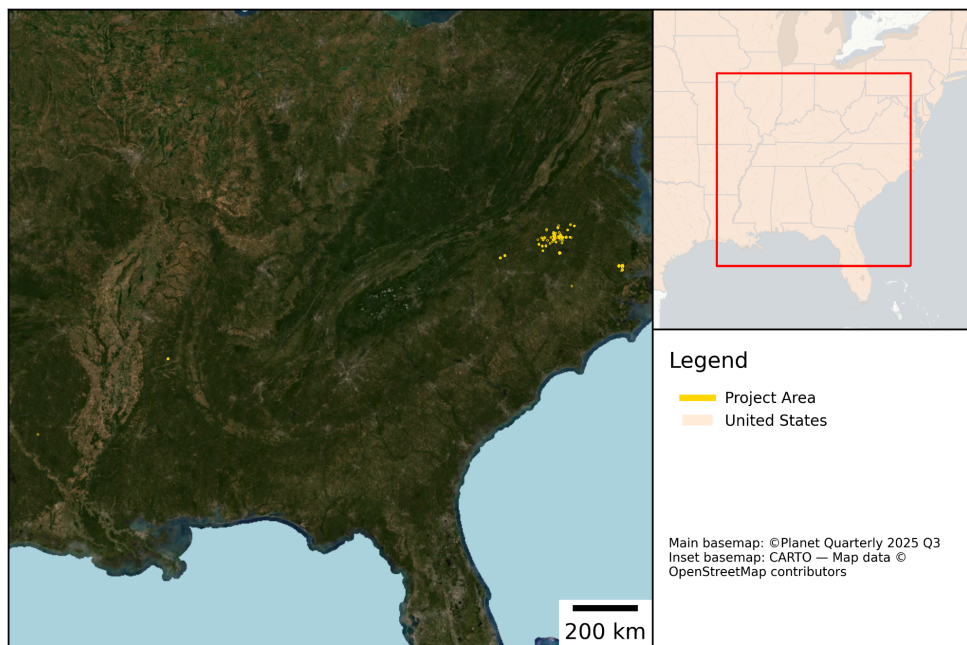 200 km
Legend
Project Area
United States
Main basemap: ©Planet Quarterly 2025 Q3
Inset basemap: CARTO — Map data ©
OpenStreetMap contributors